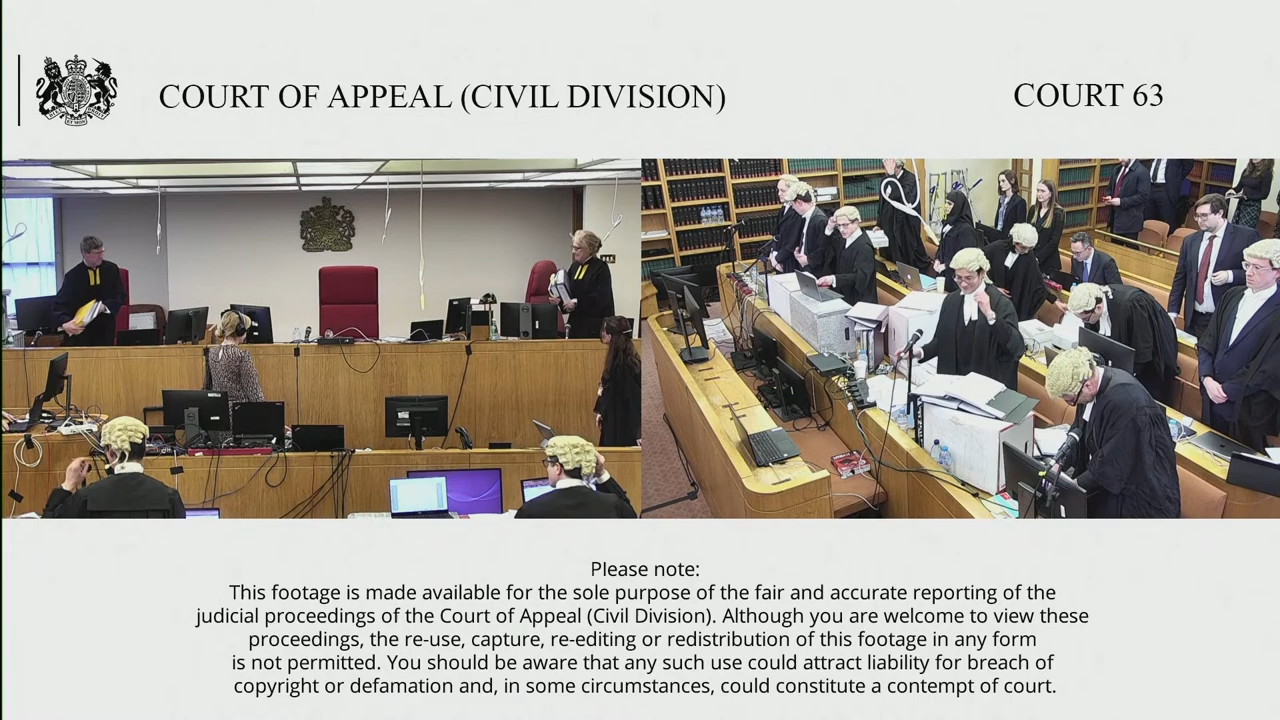 COURT OF APPEAL (CIVIL DIVISION)
COURT 63
Please note:
This footage is made available for the sole purpose of the fair and accurate reporting of the
judicial proceedings of the Court of Appeal (Civil Division). Although you are welcome to view these
proceedings, the re-use, capture, re-editing or redistribution of this footage in any form
is not permitted. You should be aware that any such use could attract liability for breach of
copyright or defamation and, in some circumstances, could constitute a contempt of court.